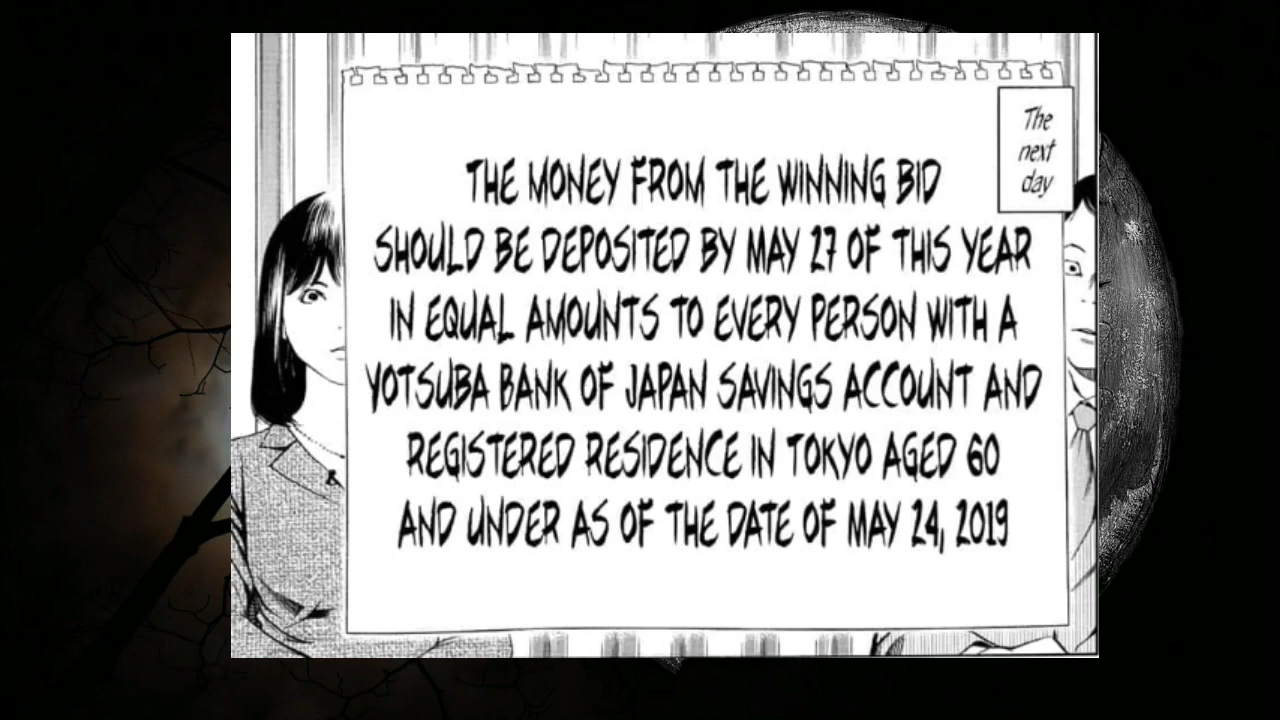 The
next
day
THE MONEY FROM THE WINNING BID
SHOULD BE DEPOSITED BY MAY 27 OF THIS YEAR
IN EQUAL AMOUNTS TO EVERY PERSON WITH A
YOTSUBA BANK OF JAPAN SAVINGS ACCOUNT AND
REGISTERED RESIDENCE IN TOKYO AGED 60
AND UNDER AS OF THE DATE OF MAY 24, 2019